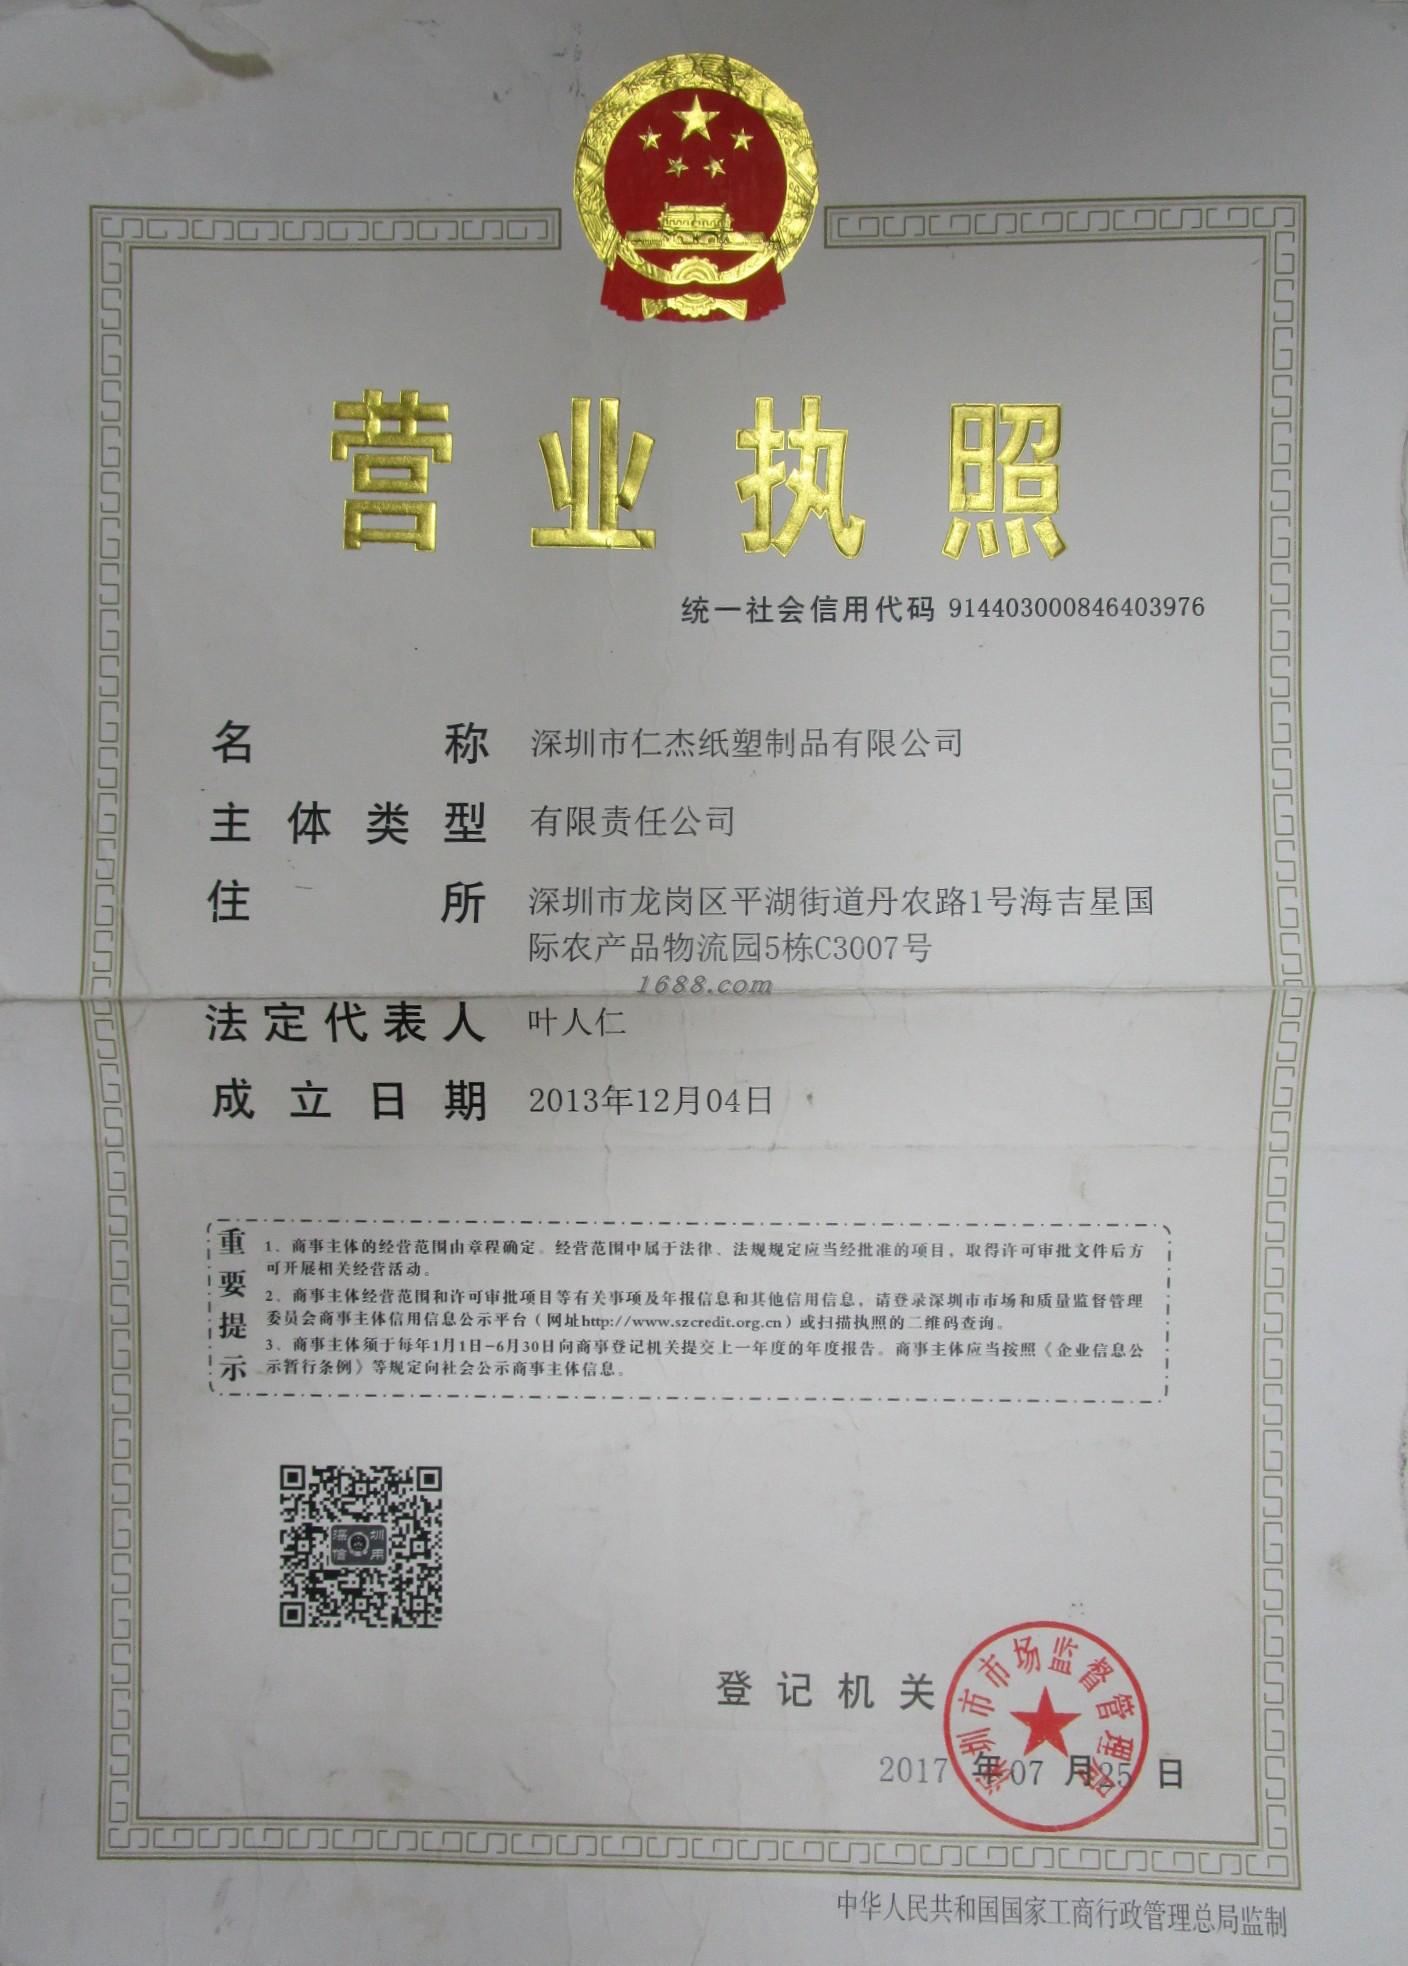 营业执照
统一社会信用代码 914403000846403976
名称 深圳市仁杰纸塑制品有限公司
主体类型 有限责任公司
住所 深圳市龙岗区平湖街道丹农路1号海吉星国
际农产品物流园5栋C3007号
1688.com
法定代表人 叶人仁
成立日期 2013年12月04日
重要提示
1、商事主体的经营范围由章程确定。经营范围中属于法律、法规规定应当经批准的项目，取得许可审批文件后方
可开展相关经营活动。
2、商事主体经营范围和许可审批项目等有关事项及年报信息和其他信用信息，请登录深圳市市场和质量监督管理
委员会商事主体信用信息公示平台（网址http://www.szcredit.org.cn）或扫描执照的二维码查询。
3、商事主体须于每年1月1日-6月30日向商事登记机关提交上一年度的年度报告。商事主体应当按照《企业信息公
示暂行条例》等规定向社会公示商事主体信息。
深圳
信用
登记机关
深圳市市场监督管理局
2017 年07 月25 日
中华人民共和国国家工商行政管理总局监制